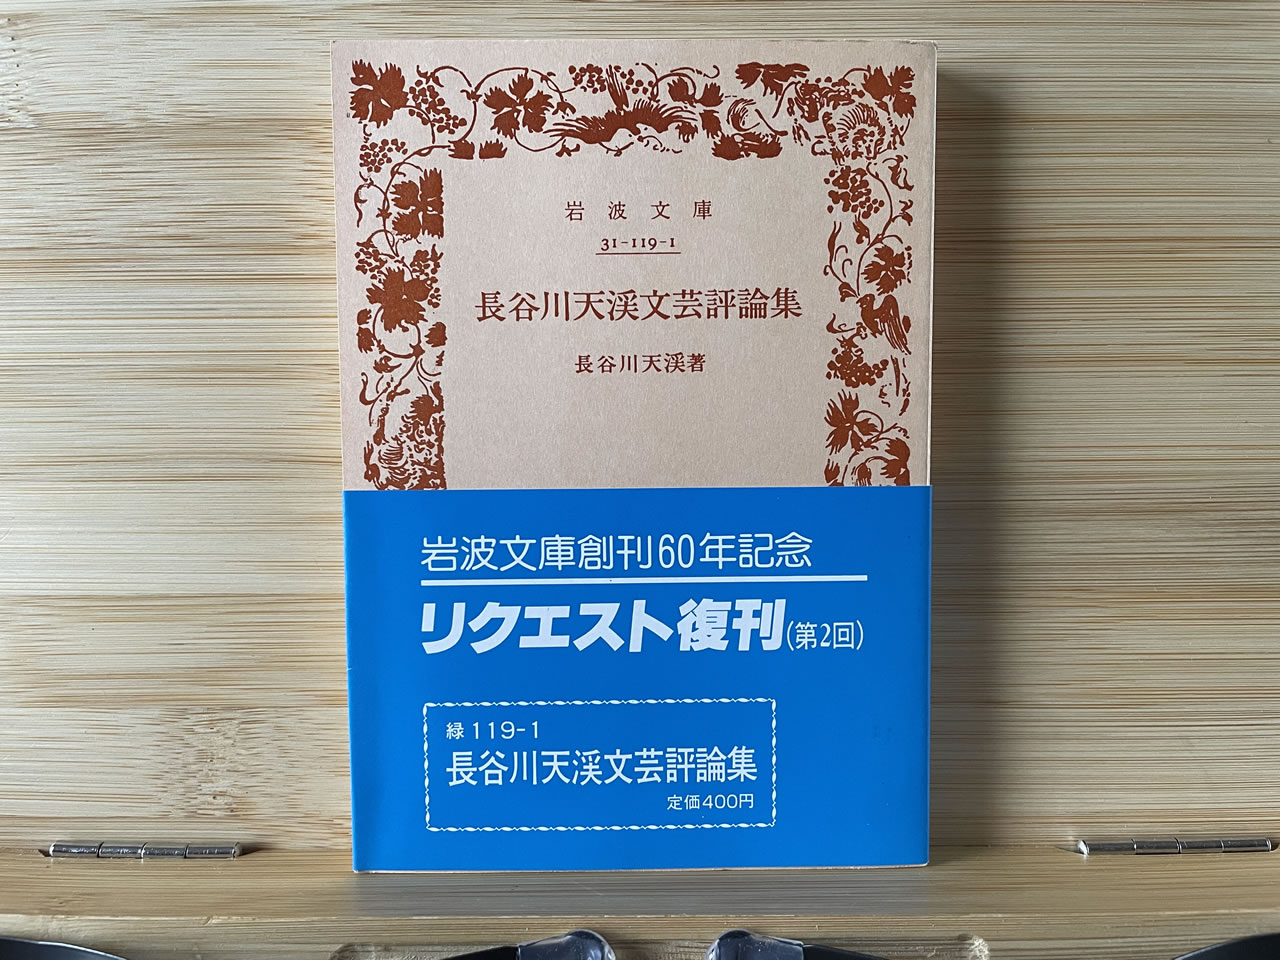 岩波文庫
31-119-1
長谷川天渓文芸評論集
長谷川天渓著
岩波文庫創刊60年記念
リクエスト復刊(第2回)
緑119-1
長谷川天渓文芸評論集
定価400円